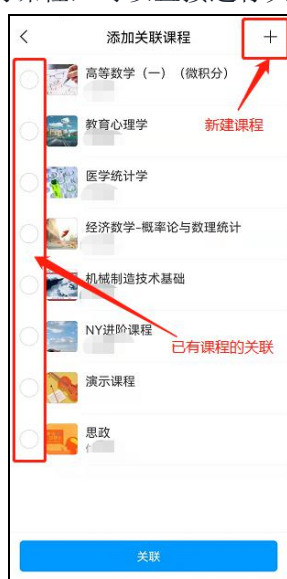 添加关联课程
高等数学（一）（微积分）
教育心理学
新建课程
医学统计学
经济数学-概率论与数理统计
机械制造技术基础
NY进阶课程
已有课程的关联
演示课程
思政
关联